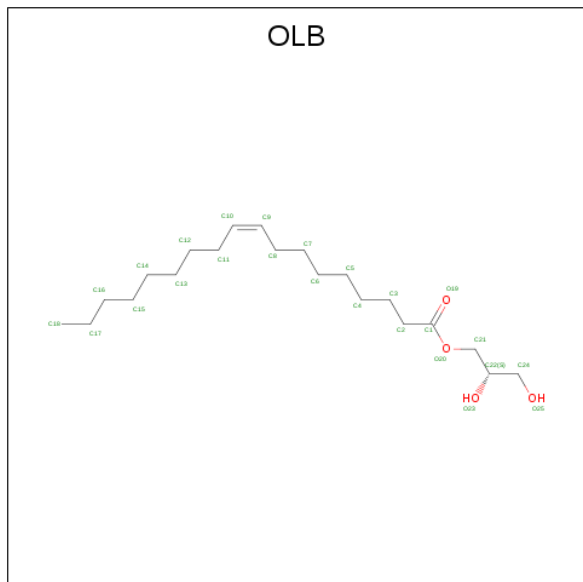 OLB
C10 C9
C12 C7
C14 C11 C8 C5
C16 C13 C6 C3 O19
C15 C4
C18 C17 C2 C1
O20 C21
C22(S) C24
HO OH
O23 O25